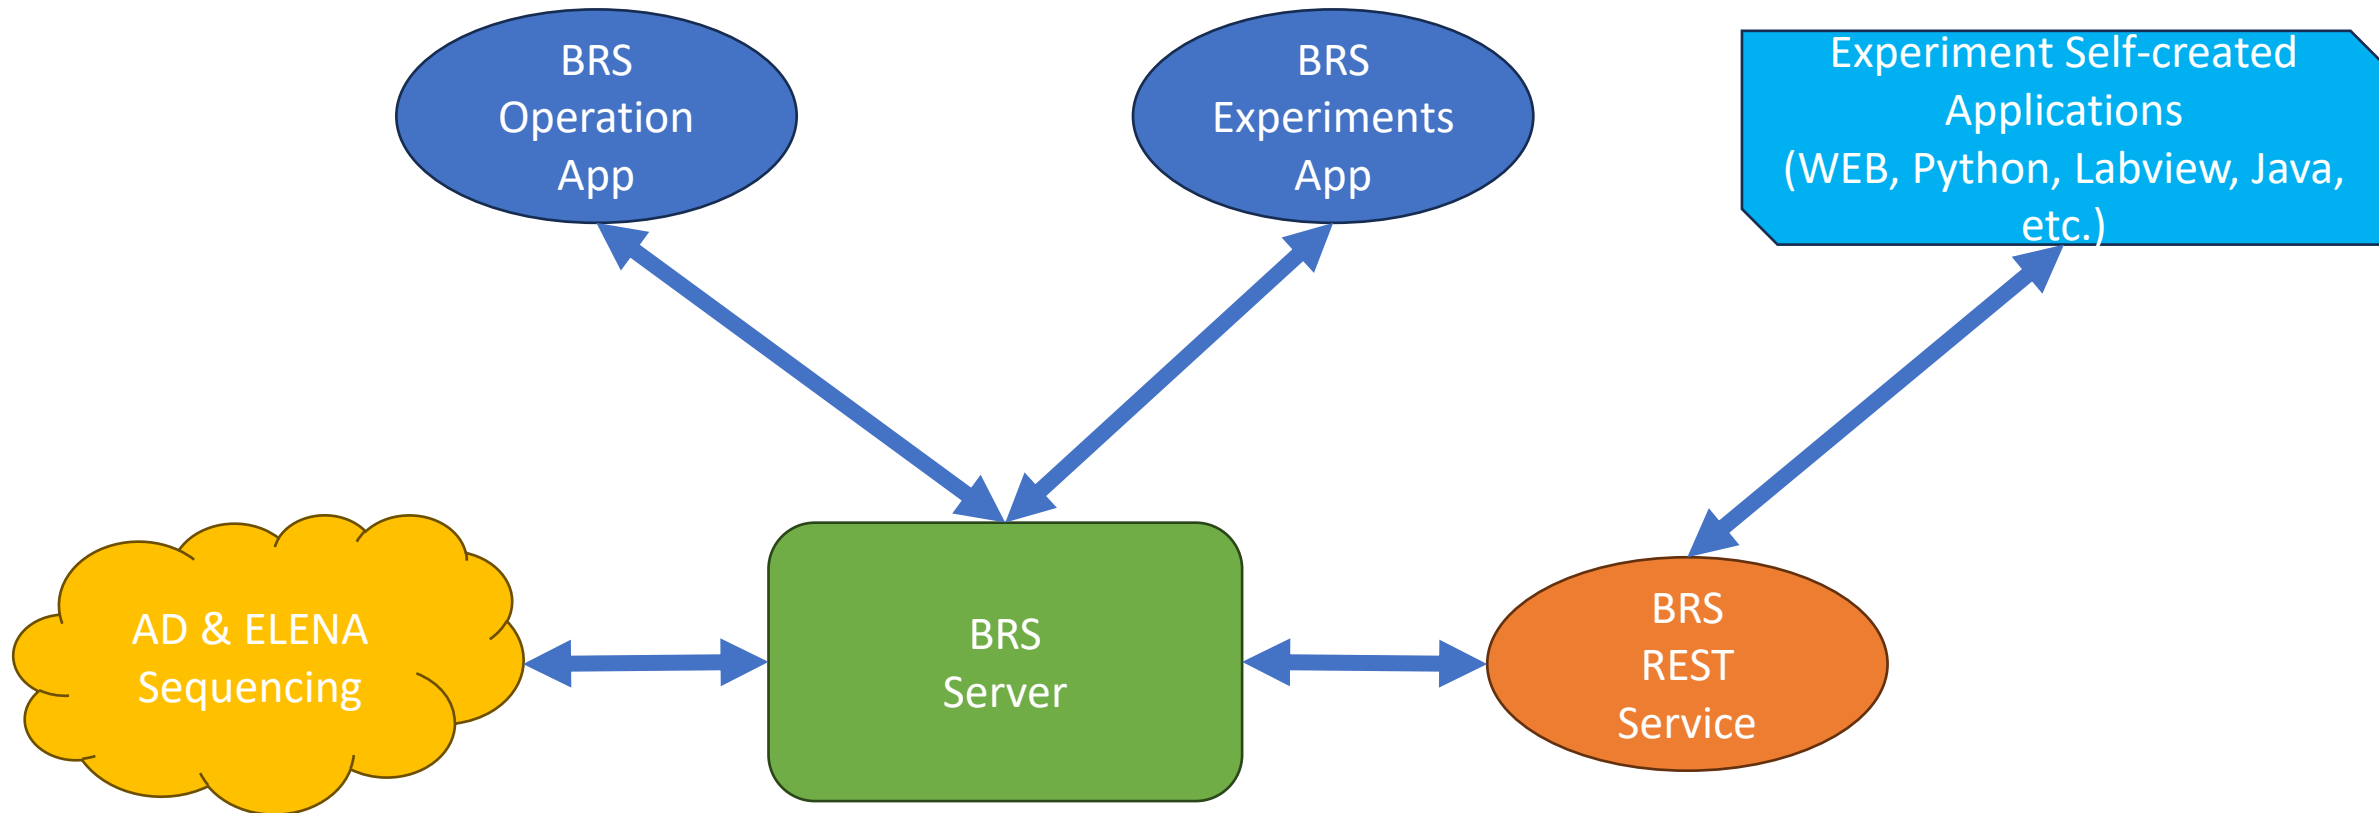 BRS
Operation
App
BRS
Experiments
App
Experiment Self-created
Applications
(WEB, Python, Labview, Java,
etc.)
AD & ELENA
Sequencing
BRS
Server
BRS
REST
Service